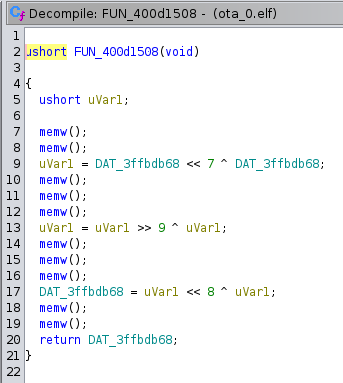 Decompile: FUN_400d1508 - (ota_0.elf)
1
2 ushort FUN_400d1508(void)
3
4 {
5 ushort uVar1;
6
7 memw();
8 memw();
9 uVar1 = DAT_3ffbdb68 << 7 ^ DAT_3ffbdb68;
10 memw();
11 memw();
12 memw();
13 uVar1 = uVar1 >> 9 ^ uVar1;
14 memw();
15 memw();
16 memw();
17 DAT_3ffbdb68 = uVar1 << 8 ^ uVar1;
18 memw();
19 memw();
20 return DAT_3ffbdb68;
21 }
22